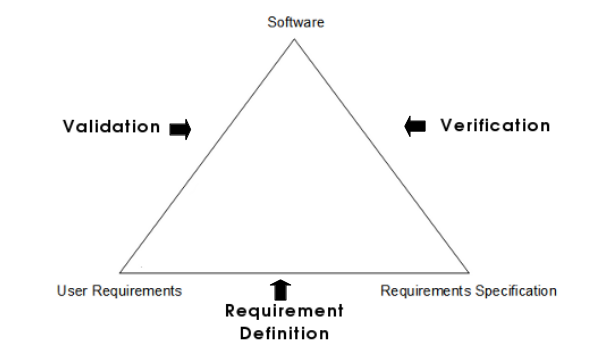 Software
Validation
Verification
User Requirements
Requirements Specification
Requirement
Definition